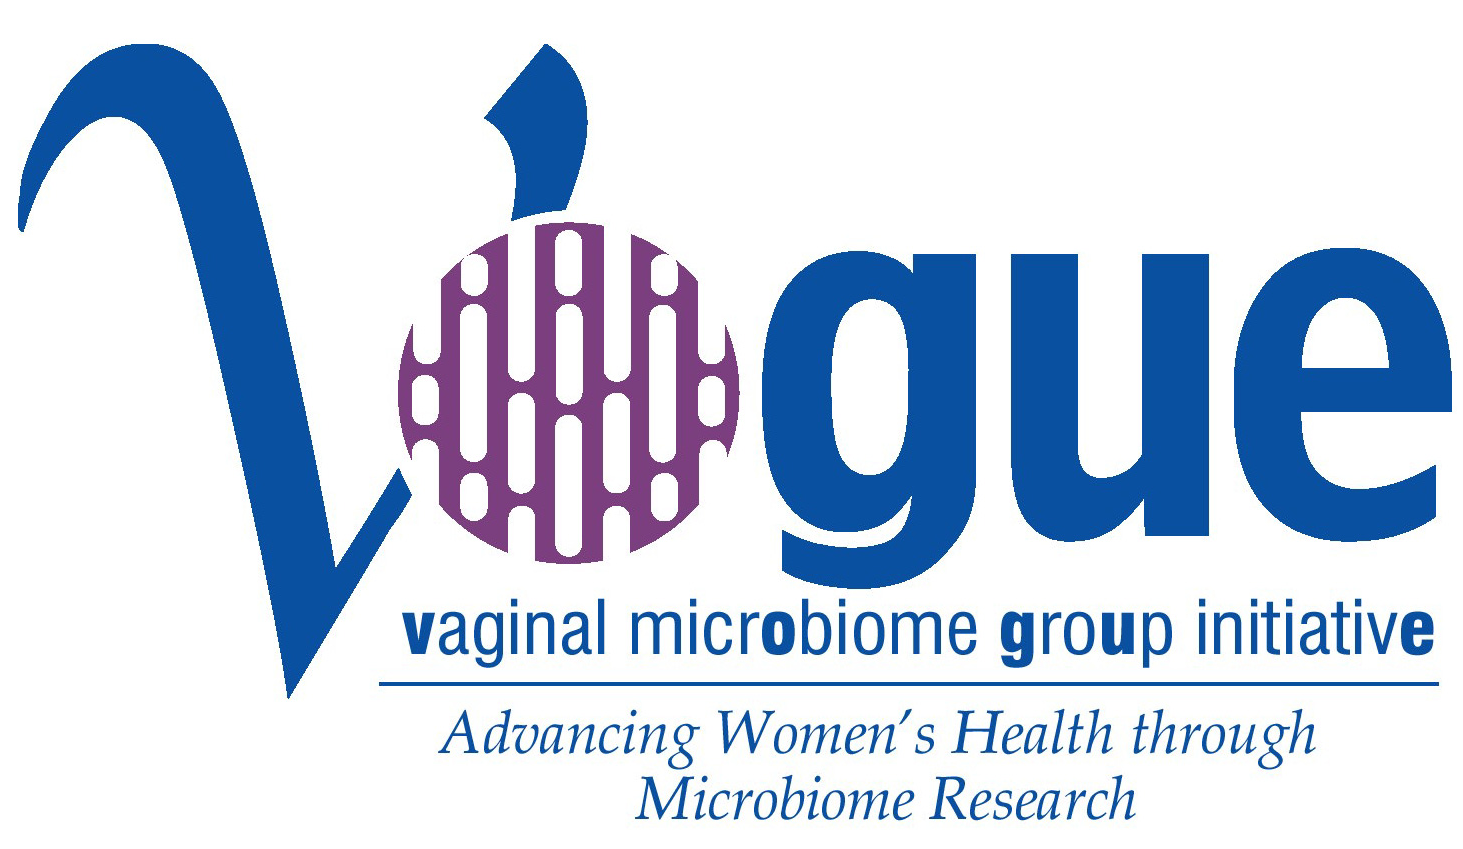 Vogue
vaginal microbiome group initiative
Advancing Women's Health through
Microbiome Research